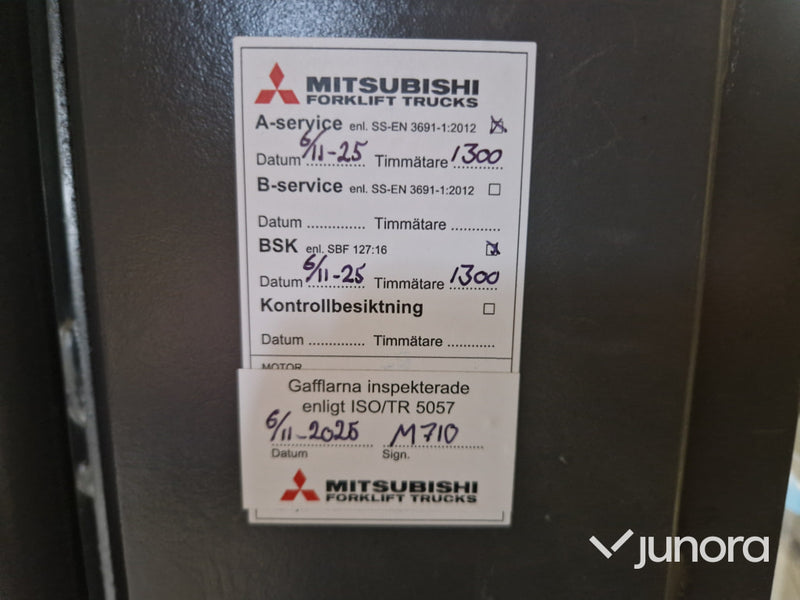 MITSUBISHI
FORKLIFT TRUCKS
A-service enl. SS-EN 3691-1:2012
Datum 6/11-25 Timmätare 1300
B-service enl. SS-EN 3691-1:2012
Datum .............. Timmätare ............
BSK enl. SBF 127:16
Datum 6/11-25 Timmätare 1300
Kontrollbesiktning
Datum .............. Timmätare ............
MOTOR
Gafflarna inspekterade
enligt ISO/TR 5057
6/11-2025 M710
Datum Sign.
MITSUBISHI
FORKLIFT TRUCKS
junora